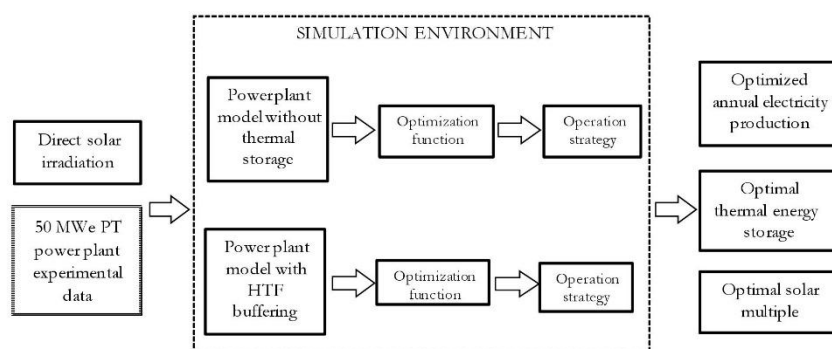 SIMULATION ENVIRONMENT
Direct solar
irradiation
50 MWe PT
power plant
experimental
data
Powerplant
model without
thermal
storage
Optimization
function
Operation
strategy
Power plant
model with
HTF
buffering
Optimization
function
Operation
strategy
Optimized
annual electricity
production
Optimal
thermal energy
storage
Optimal solar
multiple